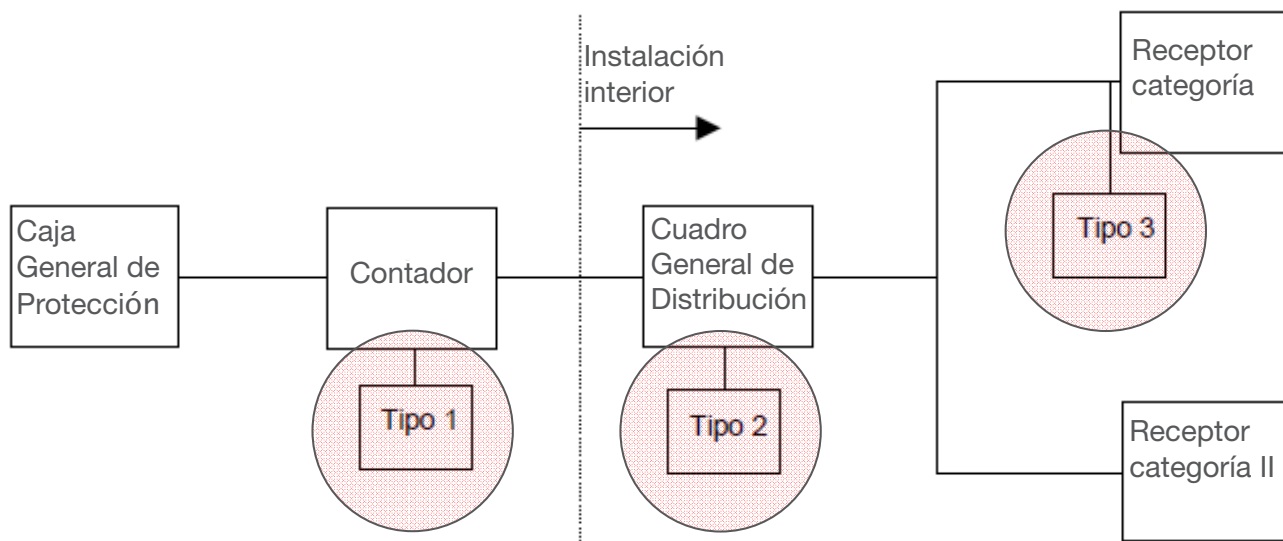 Instalación
interior
Receptor
categoría
Caja
General de
Protección
Contador
Cuadro
General de
Distribución
Tipo 3
Tipo 1
Tipo 2
Receptor
categoría II